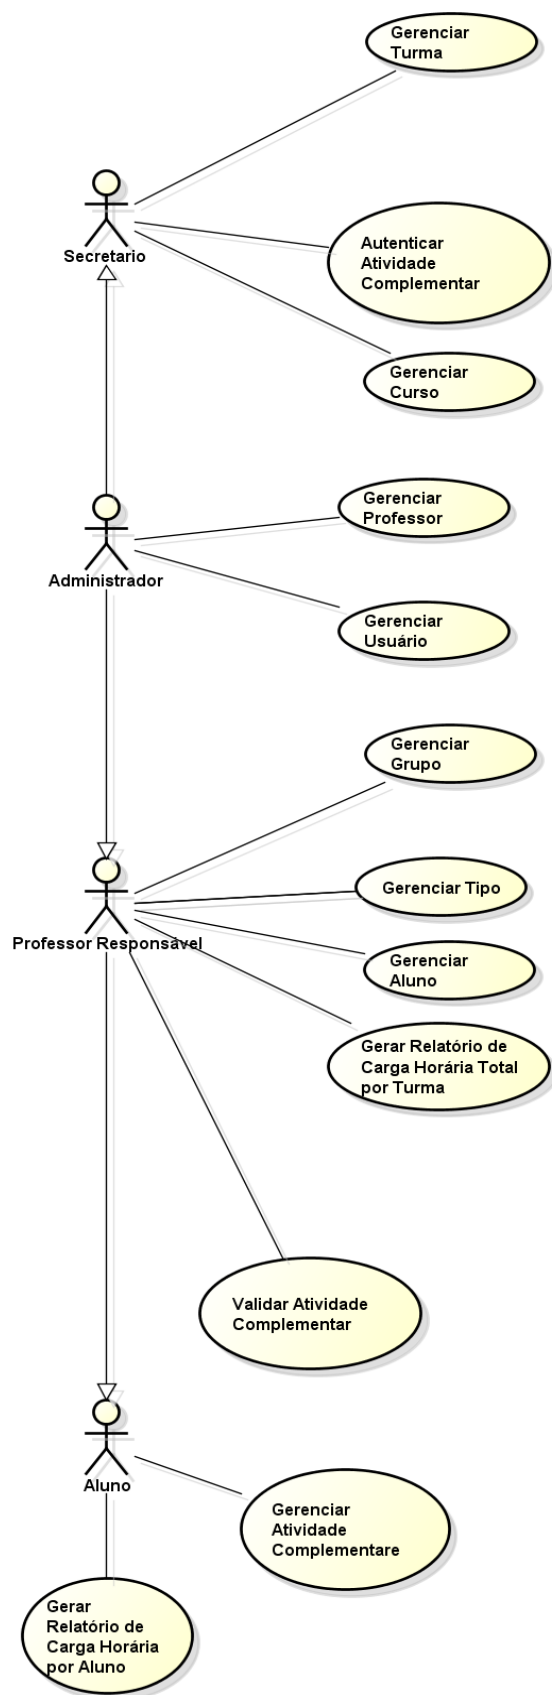 Gerenciar
Turma
Secretario
Autenticar
Atividade
Complementar
Gerenciar
Curso
Gerenciar
Professor
Administrador
Gerenciar
Usuário
Gerenciar
Grupo
Gerenciar Tipo
Professor Responsável
Gerenciar
Aluno
Gerar Relatório de
Carga Horária Total
por Turma
Validar Atividade
Complementar
Aluno
Gerenciar
Atividade
Complementare
Gerar
Relatório de
Carga Horária
por Aluno